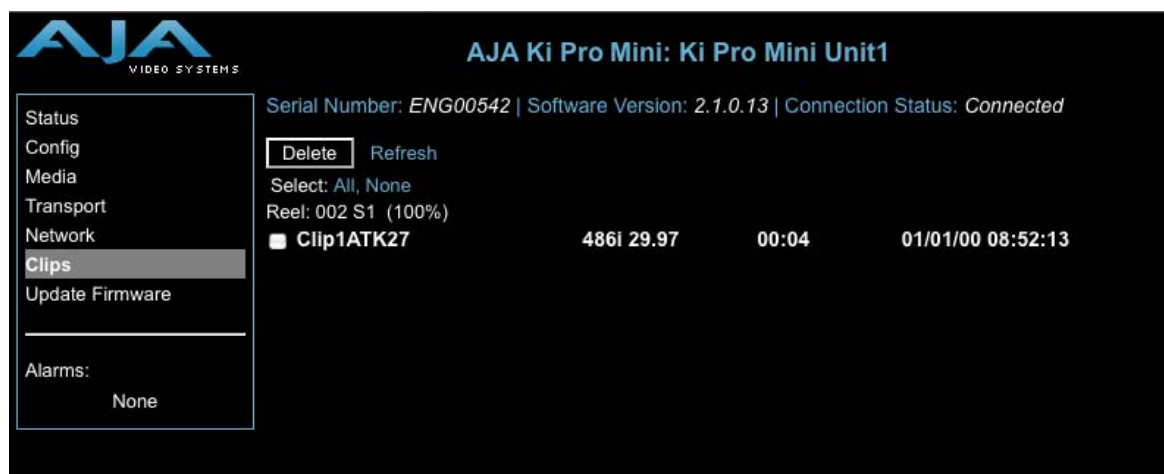 AJA
VIDEO SYSTEMS
AJA Ki Pro Mini: Ki Pro Mini Unit1
Status
Config
Media
Transport
Network
Clips
Update Firmware
Alarms:
None
Serial Number: ENG00542 | Software Version: 2.1.0.13 | Connection Status: Connected
Delete Refresh
Select: All, None
Reel: 002 S1 (100%)
Clip1ATK27 486i 29.97 00:04 01/01/00 08:52:13